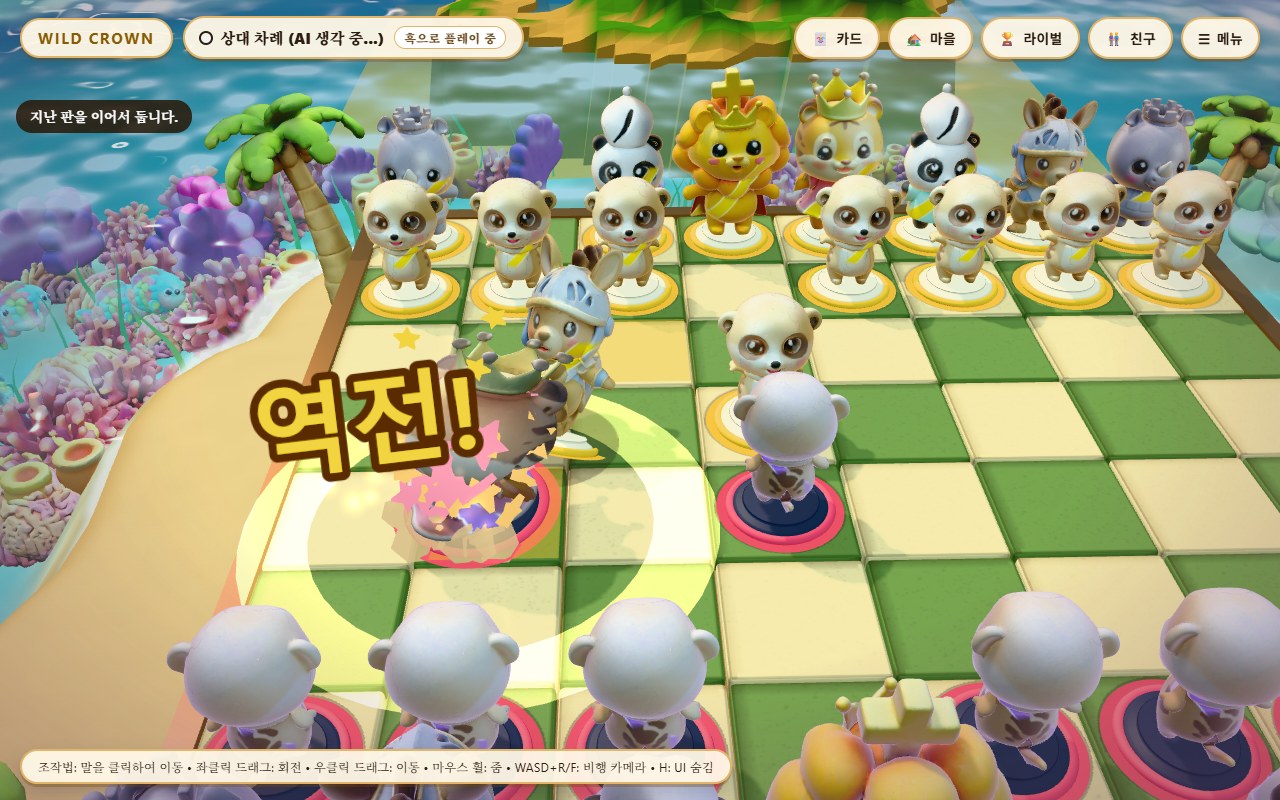 WILD CROWN
상대 차례 (AI 생각 중...)
흑으로 플레이 중
카드
마을
라이벌
친구
☰ 메뉴
지난 판을 이어서 둡니다.
역전!
조작법: 말을 클릭하여 이동 • 좌클릭 드래그: 회전 • 우클릭 드래그: 이동 • 마우스 휠: 줌 • WASD+R/F: 비행 카메라 • H: UI 숨김